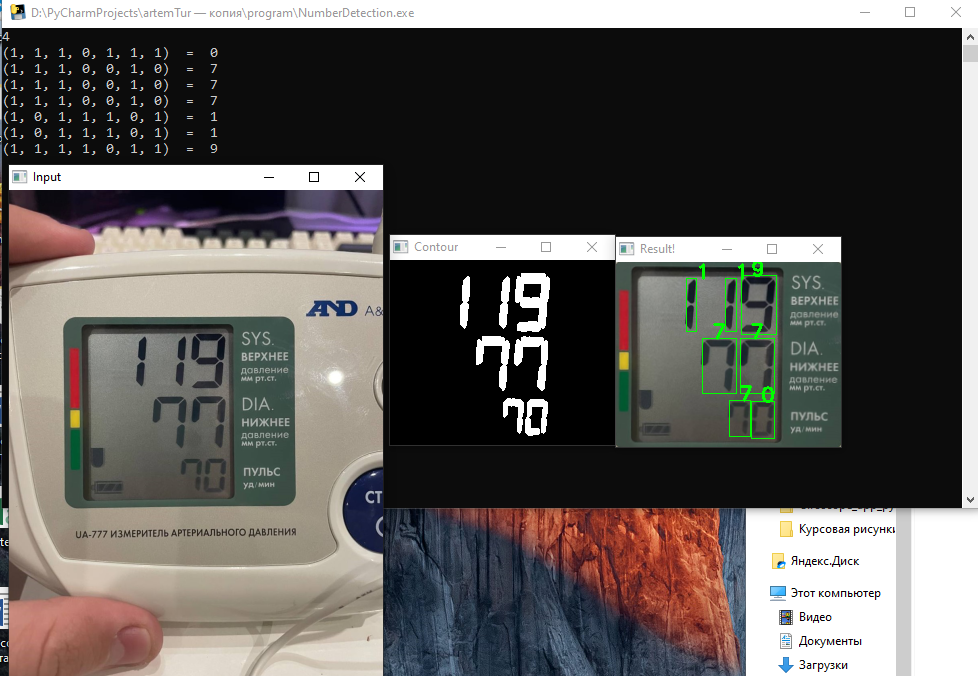 D:\PyCharmProjects\artemTur — копия\program\NumberDetection.exe
4
(1, 1, 1, 0, 1, 1, 1)  =  0
(1, 1, 1, 0, 0, 1, 0)  =  7
(1, 1, 1, 0, 0, 1, 0)  =  7
(1, 1, 1, 0, 0, 1, 0)  =  7
(1, 0, 1, 1, 1, 0, 1)  =  1
(1, 0, 1, 1, 1, 0, 1)  =  1
(1, 1, 1, 1, 0, 1, 1)  =  9
Input
AND A&
119
SYS.
ВЕРХНЕЕ
давление
мм рт.ст.
77
DIA.
НИЖНЕЕ
давление
мм рт.ст.
70
ПУЛЬС
уд/мин
СТ
UA-777 ИЗМЕРИТЕЛЬ АРТЕРИАЛЬНОГО ДАВЛЕНИЯ
Contour
119
77
70
Result!
1 1 9
119
SYS.
ВЕРХНЕЕ
давление
мм рт.ст.
7 7
77
DIA.
НИЖНЕЕ
давление
мм рт.ст.
7 0
70
ПУЛЬС
уд/мин
Курсовая рисунки
Яндекс.Диск
Этот компьютер
Видео
Документы
Загрузки